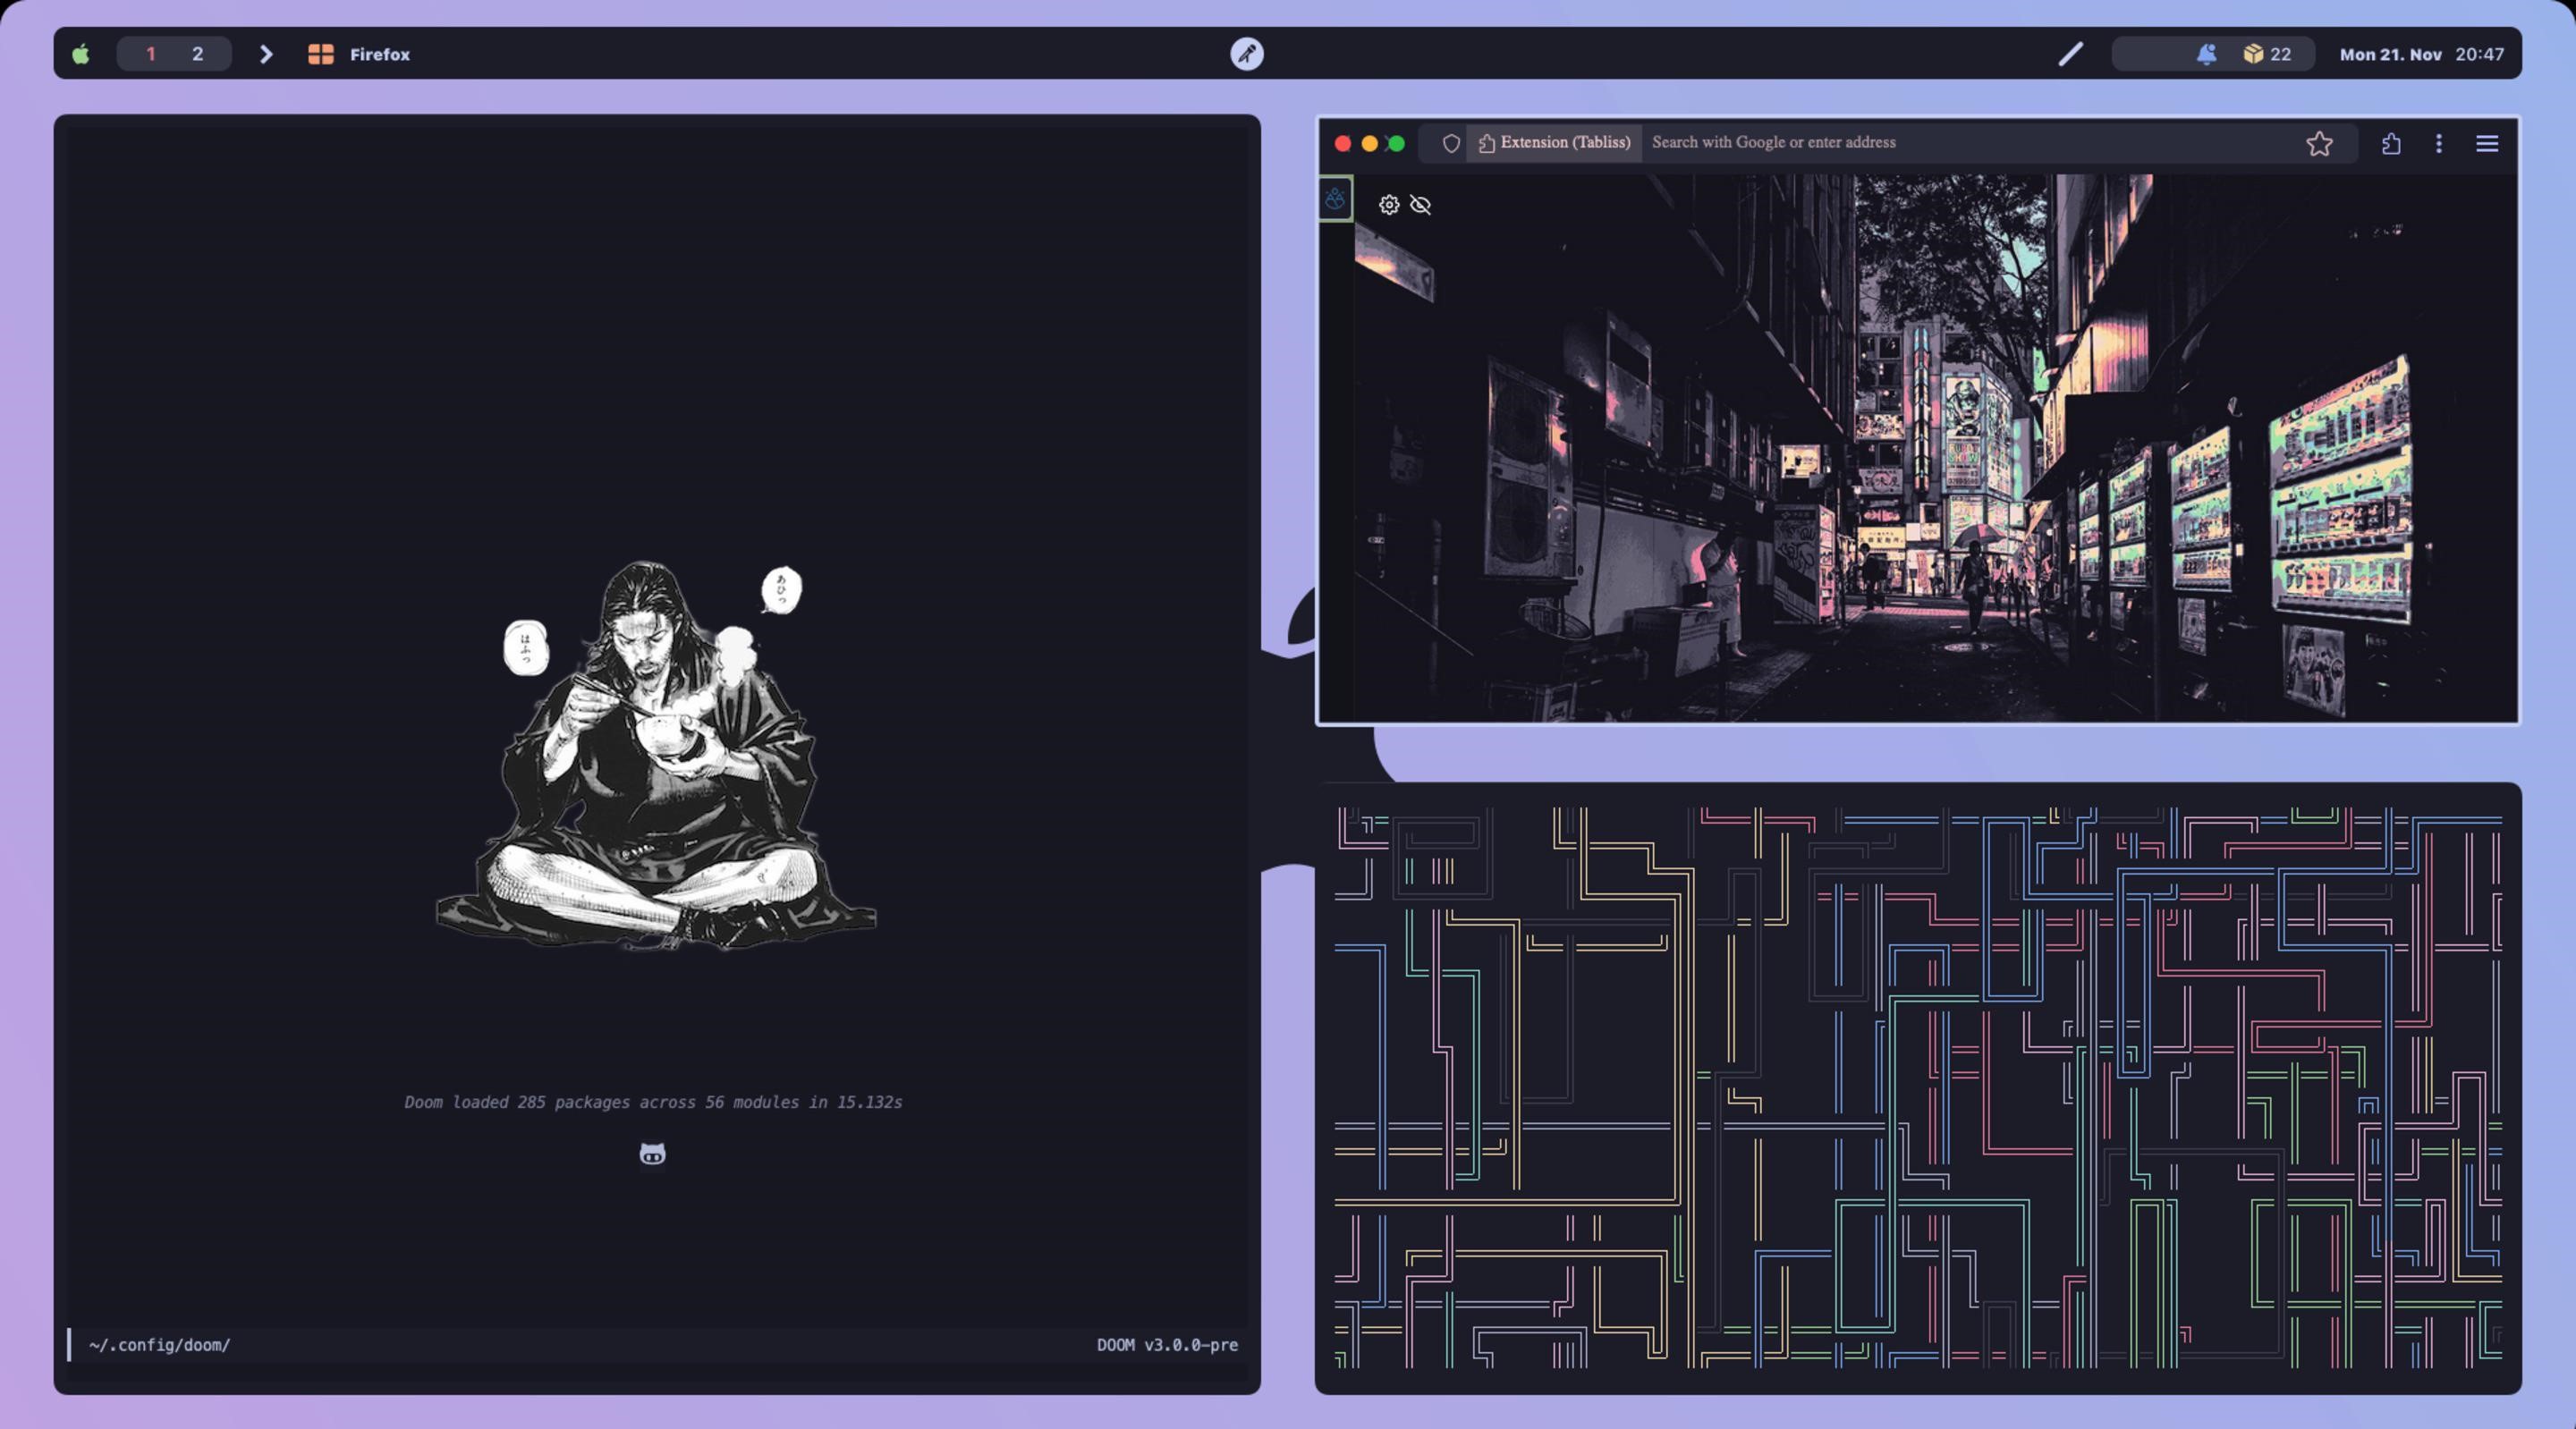 1 2 Firefox
22 Mon 21. Nov 20:47
Extension (Tabliss) Search with Google or enter address
あひっ
はふっ
Doom loaded 285 packages across 56 modules in 15.132s
~/.config/doom/ DOOM v3.0.0-pre